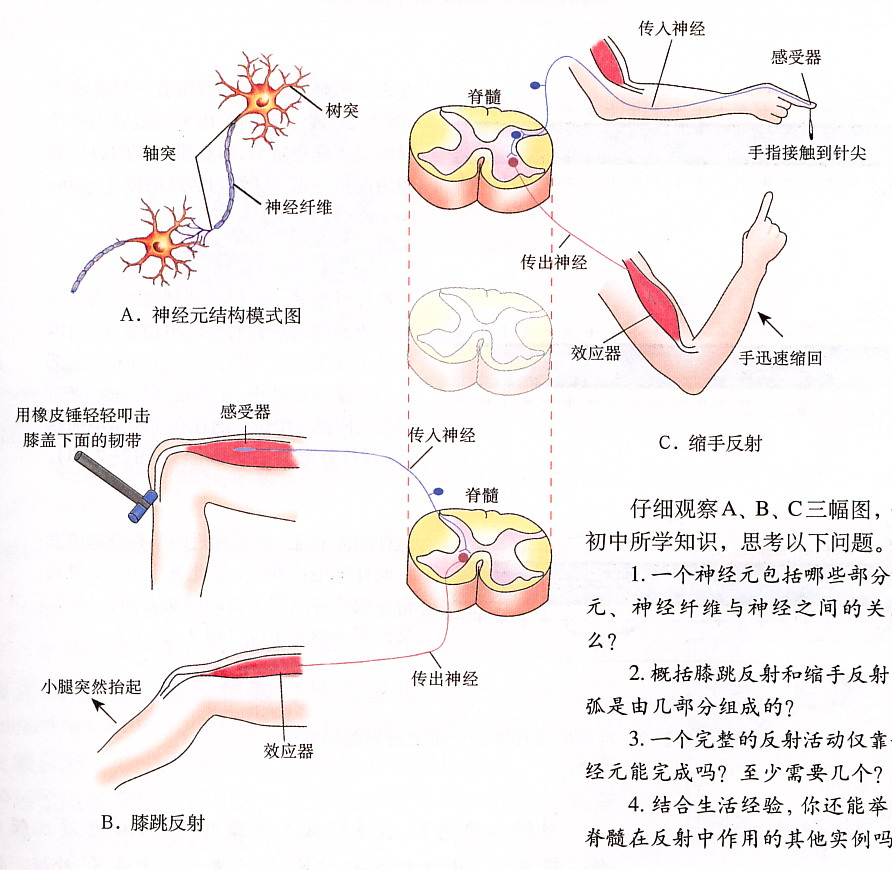 树突
轴突
神经纤维
A．神经元结构模式图
传入神经
感受器
脊髓
手指接触到针尖
传出神经
效应器
手迅速缩回
C．缩手反射
用橡皮锤轻轻叩击
膝盖下面的韧带
感受器
传入神经
脊髓
小腿突然抬起
传出神经
效应器
B．膝跳反射
仔细观察A、B、C三幅图，
初中所学知识，思考以下问题。
1.一个神经元包括哪些部分
元、神经纤维与神经之间的关
么？
2.概括膝跳反射和缩手反射
弧是由几部分组成的？
3.一个完整的反射活动仅靠
经元能完成吗？至少需要几个？
4.结合生活经验，你还能举
脊髓在反射中作用的其他实例吗